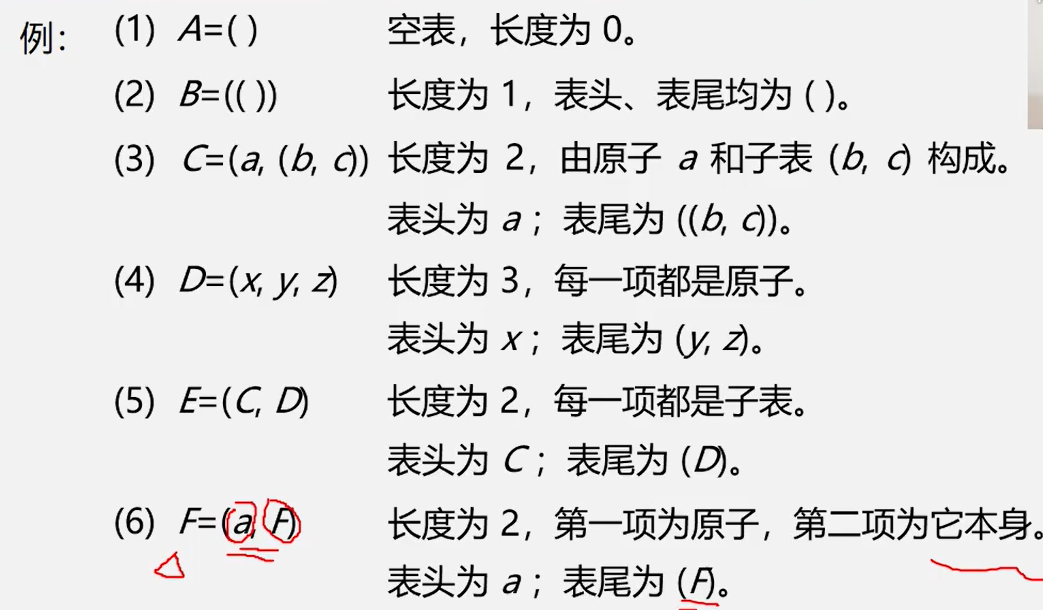 例： (1) A=( ) 空表，长度为 0。
(2) B=(( )) 长度为 1，表头、表尾均为 ( )。
(3) C=(a, (b, c)) 长度为 2，由原子 a 和子表 (b, c) 构成。
表头为 a ；表尾为 ((b, c))。
(4) D=(x, y, z) 长度为 3，每一项都是原子。
表头为 x ；表尾为 (y, z)。
(5) E=(C, D) 长度为 2，每一项都是子表。
表头为 C ；表尾为 (D)。
(6) F=(a, F) 长度为 2，第一项为原子，第二项为它本身。
表头为 a ；表尾为 (F)。